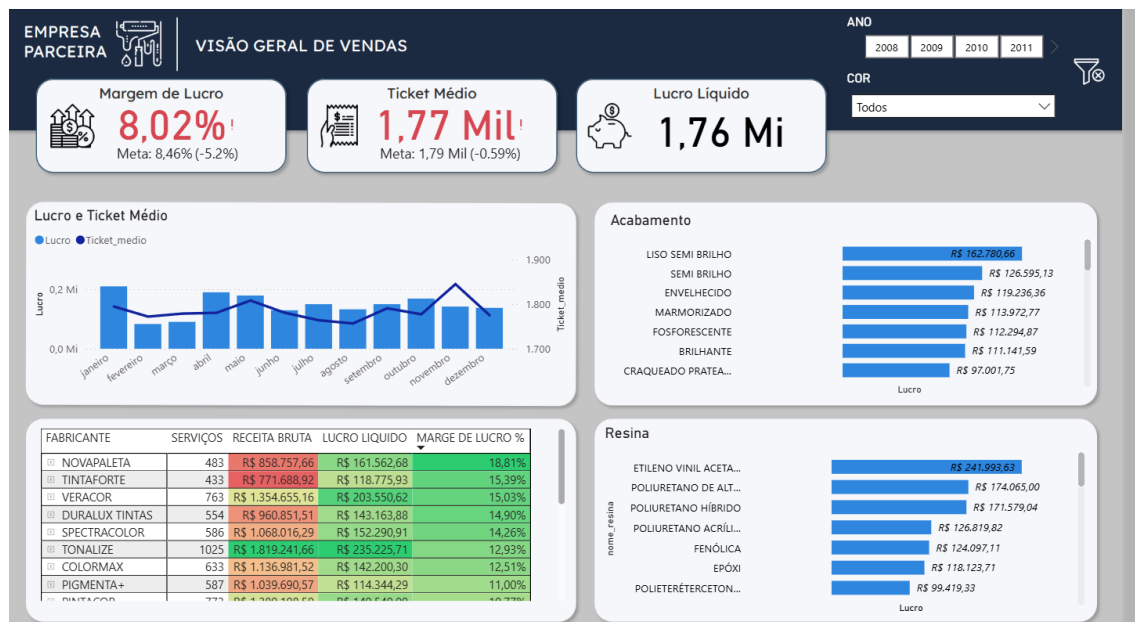 EMPRESA
PARCEIRA
VISÃO GERAL DE VENDAS
ANO
2008 2009 2010 2011
COR
Todos
Margem de Lucro
8,02%!
Meta: 8,46% (-5.2%)
Ticket Médio
1,77 Mil!
Meta: 1,79 Mil (-0.59%)
Lucro Líquido
1,76 Mi
Lucro e Ticket Médio
Lucro Ticket_medio
Lucro
0,2 Mi
0,0 Mi
1.900
1.800
1.700
Ticket_medio
janeiro fevereiro março abril maio junho julho agosto setembro outubro novembro dezembro
Acabamento
LISO SEMI BRILHO R$ 162.780,66
SEMI BRILHO R$ 126.595,13
ENVELHECIDO R$ 119.236,36
MARMORIZADO R$ 113.972,77
FOSFORESCENTE R$ 112.294,87
BRILHANTE R$ 111.141,59
CRAQUEADO PRATEA... R$ 97.001,75
Lucro
FABRICANTE SERVIÇOS RECEITA BRUTA LUCRO LIQUIDO MARGE DE LUCRO %
NOVAPALETA 483 R$ 858.757,66 R$ 161.562,68 18,81%
TINTAFORTE 433 R$ 771.688,92 R$ 118.775,93 15,39%
VERACOR 763 R$ 1.354.655,16 R$ 203.550,62 15,03%
DURALUX TINTAS 554 R$ 960.851,51 R$ 143.163,88 14,90%
SPECTRACOLOR 586 R$ 1.068.016,29 R$ 152.290,91 14,26%
TONALIZE 1025 R$ 1.819.241,66 R$ 235.225,71 12,93%
COLORMAX 633 R$ 1.136.981,52 R$ 142.200,30 12,51%
PIGMENTA+ 587 R$ 1.039.690,57 R$ 114.344,29 11,00%
Resina
nome_resina
ETILENO VINIL ACETA... R$ 241.993,63
POLIURETANO DE ALT... R$ 174.065,00
POLIURETANO HÍBRIDO R$ 171.579,04
POLIURETANO ACRÍLI... R$ 126.819,82
FENÓLICA R$ 124.097,11
EPÓXI R$ 118.123,71
POLIETERÉTERCETON... R$ 99.419,33
Lucro